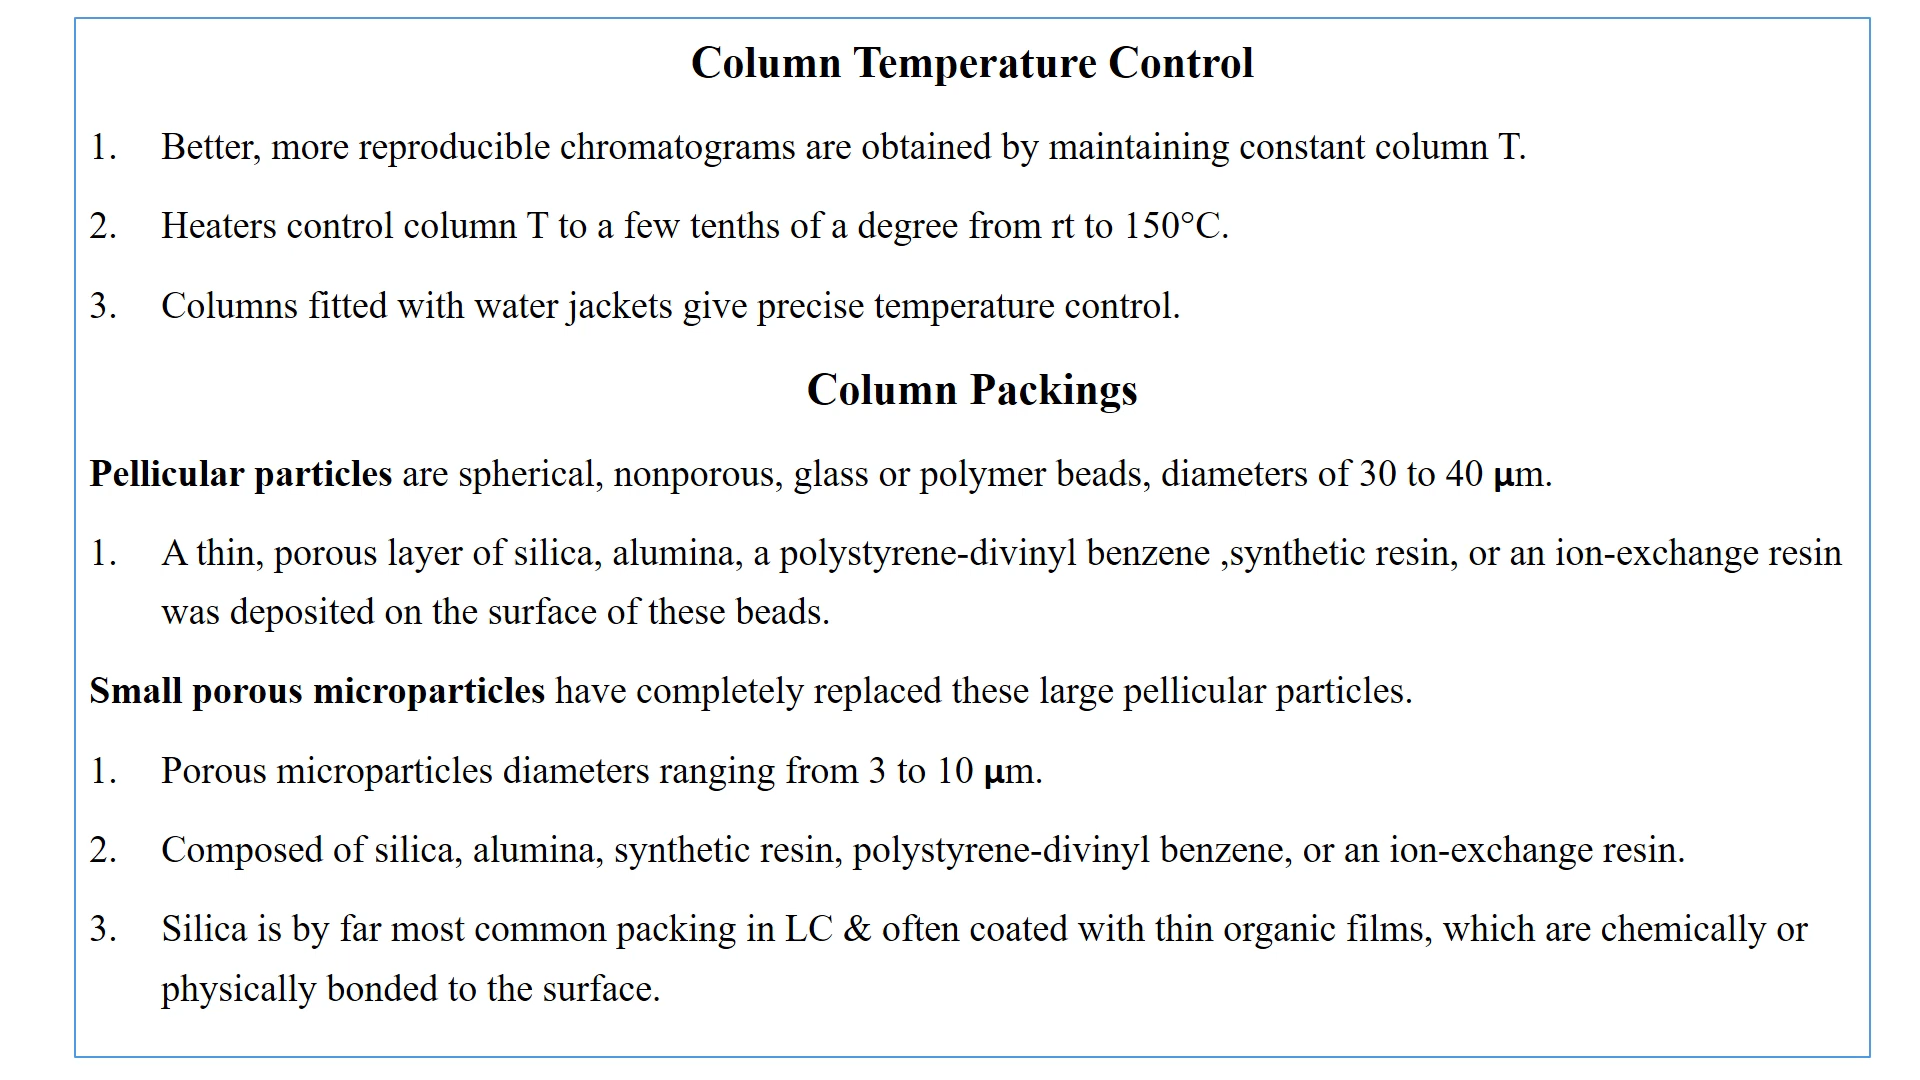 Column Temperature Control
1. Better, more reproducible chromatograms are obtained by maintaining constant column T.
2. Heaters control column T to a few tenths of a degree from rt to 150°C.
3. Columns fitted with water jackets give precise temperature control.
Column Packings
Pellicular particles are spherical, nonporous, glass or polymer beads, diameters of 30 to 40 μm.
1. A thin, porous layer of silica, alumina, a polystyrene-divinyl benzene ,synthetic resin, or an ion-exchange resin
was deposited on the surface of these beads.
Small porous microparticles have completely replaced these large pellicular particles.
1. Porous microparticles diameters ranging from 3 to 10 μm.
2. Composed of silica, alumina, synthetic resin, polystyrene-divinyl benzene, or an ion-exchange resin.
3. Silica is by far most common packing in LC & often coated with thin organic films, which are chemically or
physically bonded to the surface.